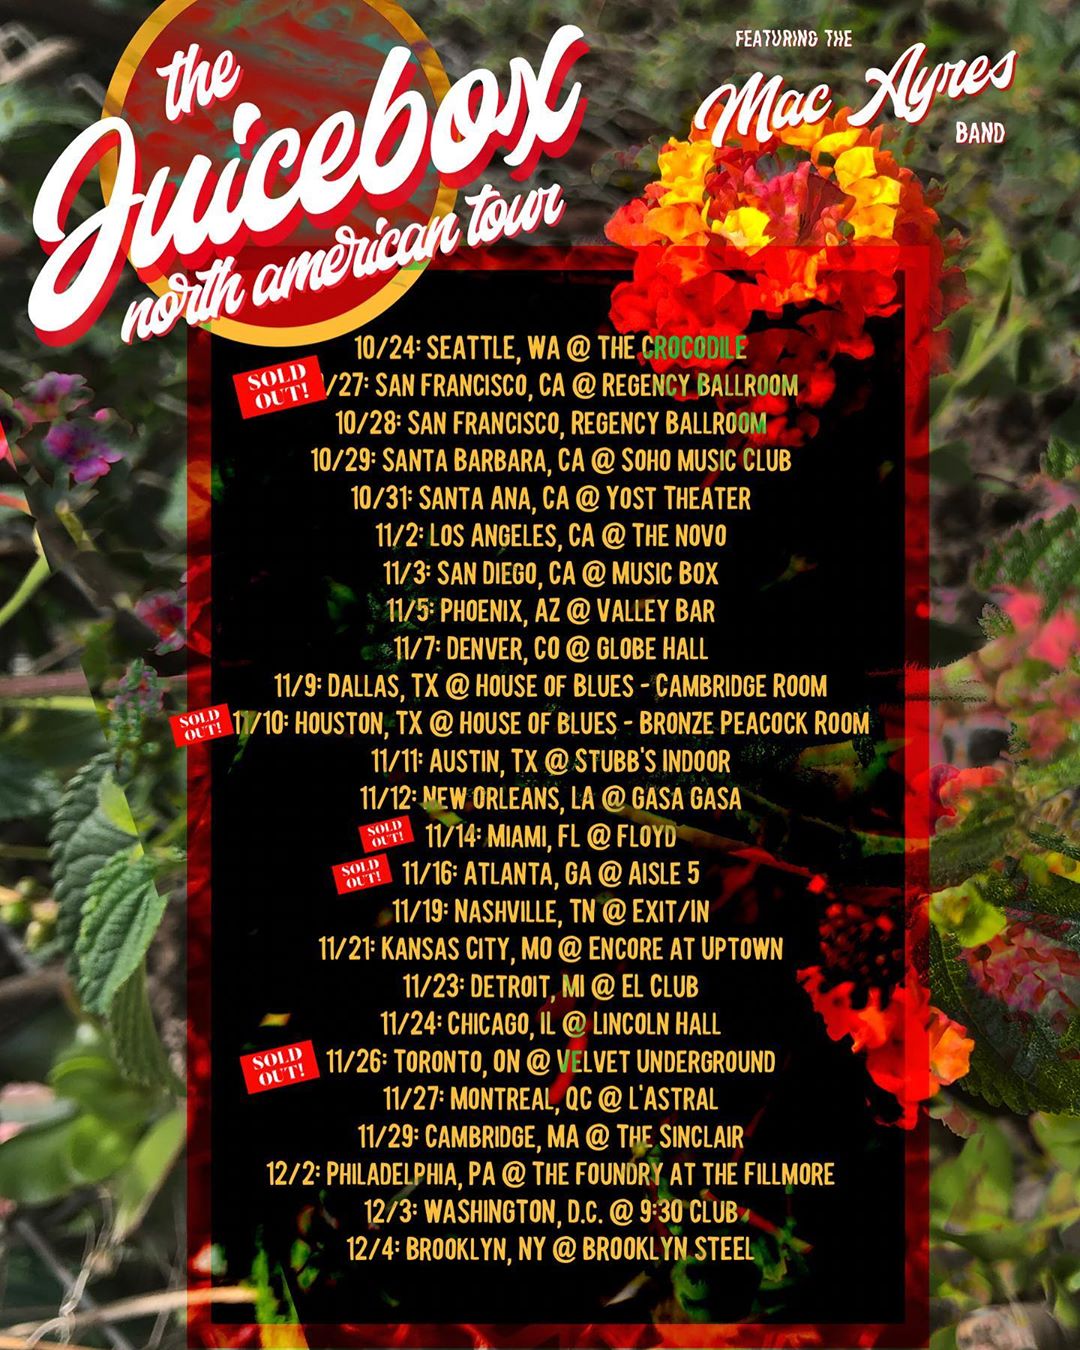 the
Juicebox
north american tour
FEATURING THE
Mac Ayres
BAND
10/24: SEATTLE, WA @ THE CROCODILE
SOLD OUT! /27: SAN FRANCISCO, CA @ REGENCY BALLROOM
10/28: SAN FRANCISCO, REGENCY BALLROOM
10/29: SANTA BARBARA, CA @ SOHO MUSIC CLUB
10/31: SANTA ANA, CA @ YOST THEATER
11/2: LOS ANGELES, CA @ THE NOVO
11/3: SAN DIEGO, CA @ MUSIC BOX
11/5: PHOENIX, AZ @ VALLEY BAR
11/7: DENVER, CO @ GLOBE HALL
11/9: DALLAS, TX @ HOUSE OF BLUES - CAMBRIDGE ROOM
SOLD OUT! 11/10: HOUSTON, TX @ HOUSE OF BLUES - BRONZE PEACOCK ROOM
11/11: AUSTIN, TX @ STUBB'S INDOOR
11/12: NEW ORLEANS, LA @ GASA GASA
SOLD OUT! 11/14: MIAMI, FL @ FLOYD
SOLD OUT! 11/16: ATLANTA, GA @ AISLE 5
11/19: NASHVILLE, TN @ EXIT/IN
11/21: KANSAS CITY, MO @ ENCORE AT UPTOWN
11/23: DETROIT, MI @ EL CLUB
11/24: CHICAGO, IL @ LINCOLN HALL
SOLD OUT! 11/26: TORONTO, ON @ VELVET UNDERGROUND
11/27: MONTREAL, QC @ L'ASTRAL
11/29: CAMBRIDGE, MA @ THE SINCLAIR
12/2: PHILADELPHIA, PA @ THE FOUNDRY AT THE FILLMORE
12/3: WASHINGTON, D.C. @ 9:30 CLUB
12/4: BROOKLYN, NY @ BROOKLYN STEEL